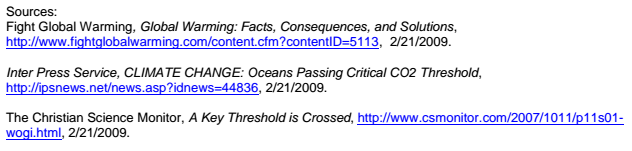 Sources:
Fight Global Warming, Global Warming: Facts, Consequences, and Solutions,
http://www.fightglobalwarming.com/content.cfm?contentID=5113, 2/21/2009.
Inter Press Service, CLIMATE CHANGE: Oceans Passing Critical CO2 Threshold,
http://ipsnews.net/news.asp?idnews=44836, 2/21/2009.
The Christian Science Monitor, A Key Threshold is Crossed, http://www.csmonitor.com/2007/1011/p11s01-
wogi.html, 2/21/2009.